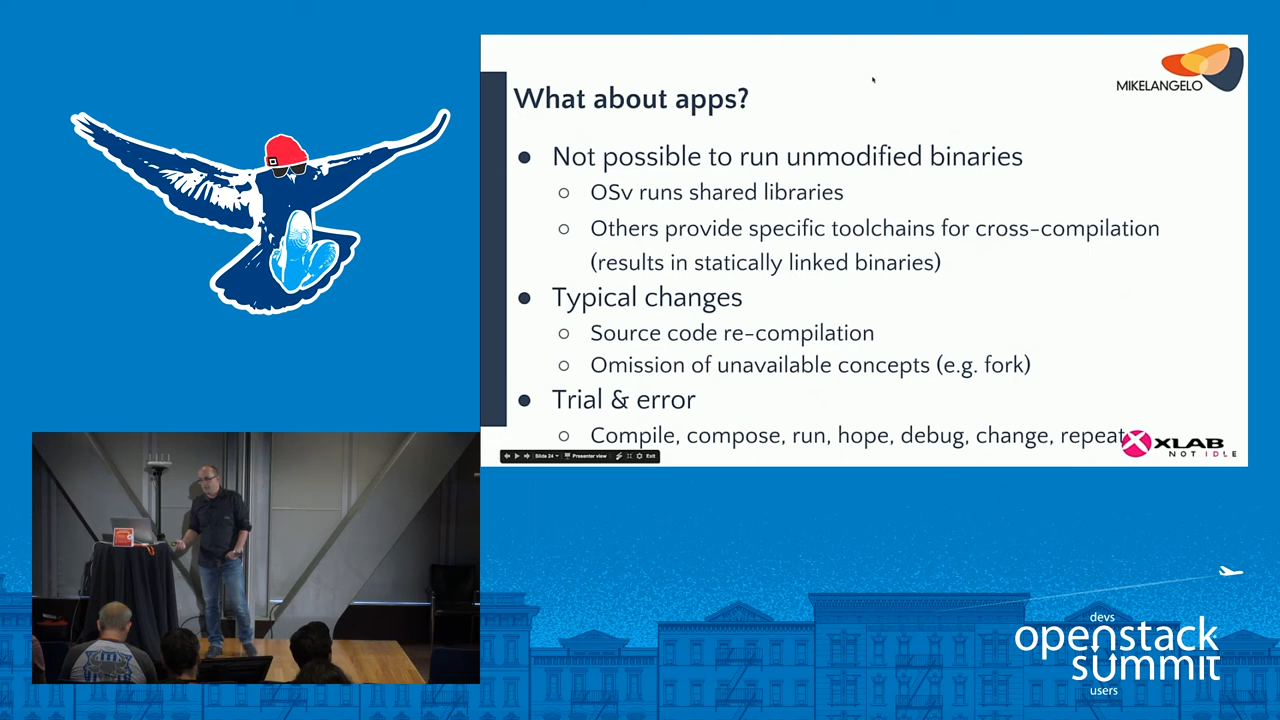 MIKELANGELO
What about apps?
● Not possible to run unmodified binaries
○ OSv runs shared libraries
○ Others provide specific toolchains for cross-compilation
(results in statically linked binaries)
● Typical changes
○ Source code re-compilation
○ Omission of unavailable concepts (e.g. fork)
● Trial & error
○ Compile, compose, run, hope, debug, change, repeat
XLAB
NOT IDLE
Slide 24 Presenter view Exit
devs
openstack
summit
users